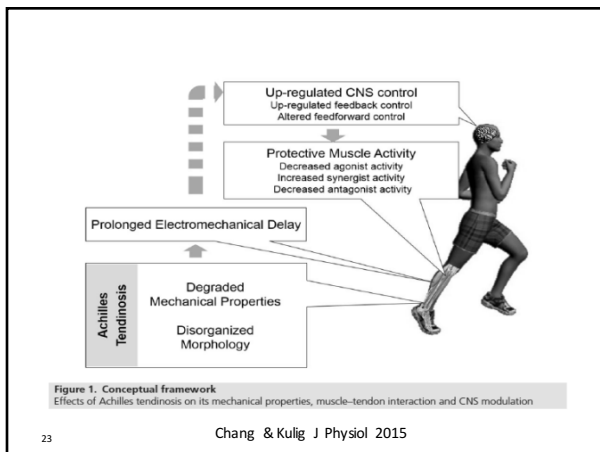 Up-regulated CNS control
Up-regulated feedback control
Altered feedforward control
Protective Muscle Activity
Decreased agonist activity
Increased synergist activity
Decreased antagonist activity
Prolonged Electromechanical Delay
Achilles
Tendinosis
Degraded
Mechanical Properties
Disorganized
Morphology
Figure 1. Conceptual framework
Effects of Achilles tendinosis on its mechanical properties, muscle–tendon interaction and CNS modulation
23
Chang & Kulig J Physiol 2015